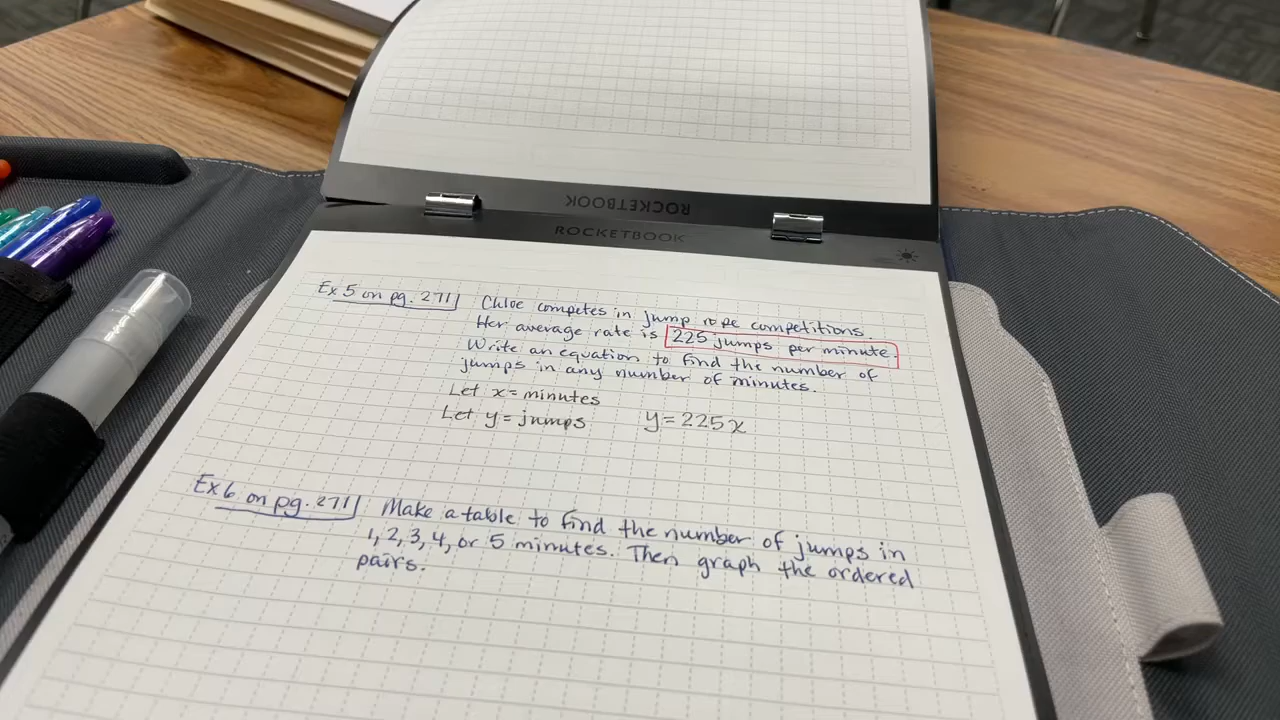 ROCKETBOOK
ROCKETBOOK
Ex 5 on pg. 271
Chloe competes in jump rope competitions.
Her average rate is 225 jumps per minute.
Write an equation to find the number of
jumps in any number of minutes.
Let x = minutes
Let y = jumps y = 225x
Ex 6 on pg. 271
Make a table to find the number of jumps in
1, 2, 3, 4, or 5 minutes. Then graph the ordered
pairs.